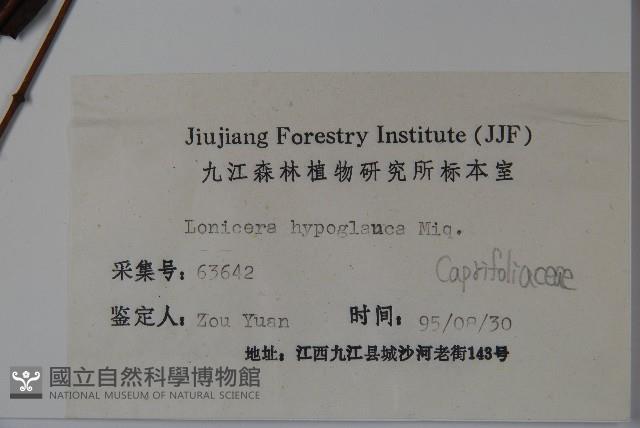 Jiujiang Forestry Institute (JJF)
九江森林植物研究所标本室
Lonicera hypoglauca Miq.
采集号: 63642
Caprifoliaceae
鉴定人: Zou Yuan 时间: 95/08/30
地址: 江西九江县城沙河老街143号
國立自然科學博物館
NATIONAL MUSEUM OF NATURAL SCIENCE